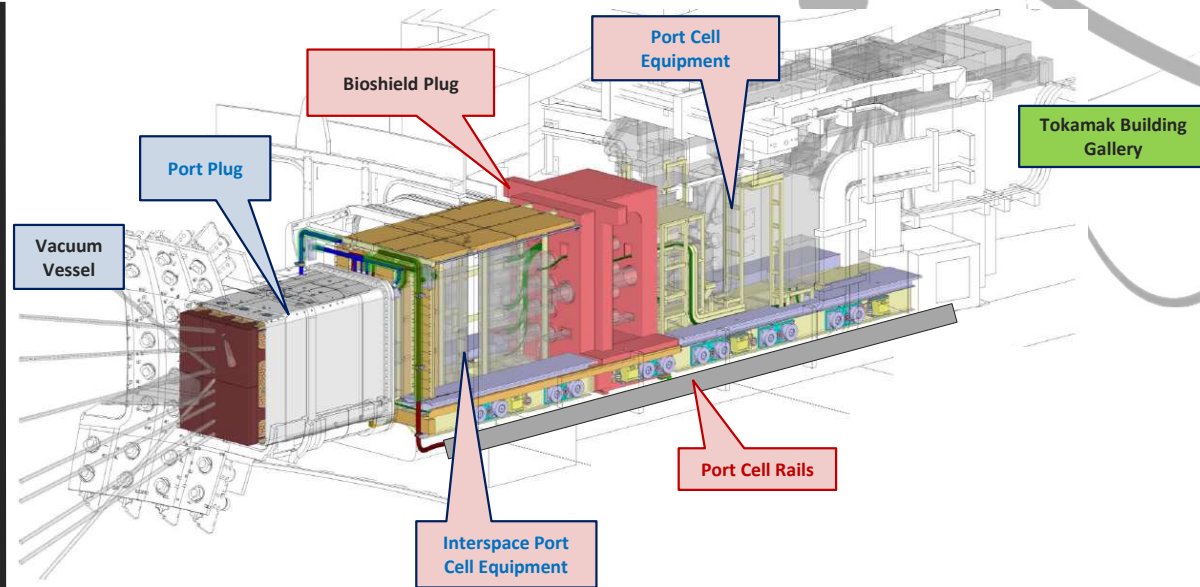 Port Cell
Equipment
Bioshield Plug
Tokamak Building
Gallery
Port Plug
Vacuum
Vessel
Port Cell Rails
Interspace Port
Cell Equipment